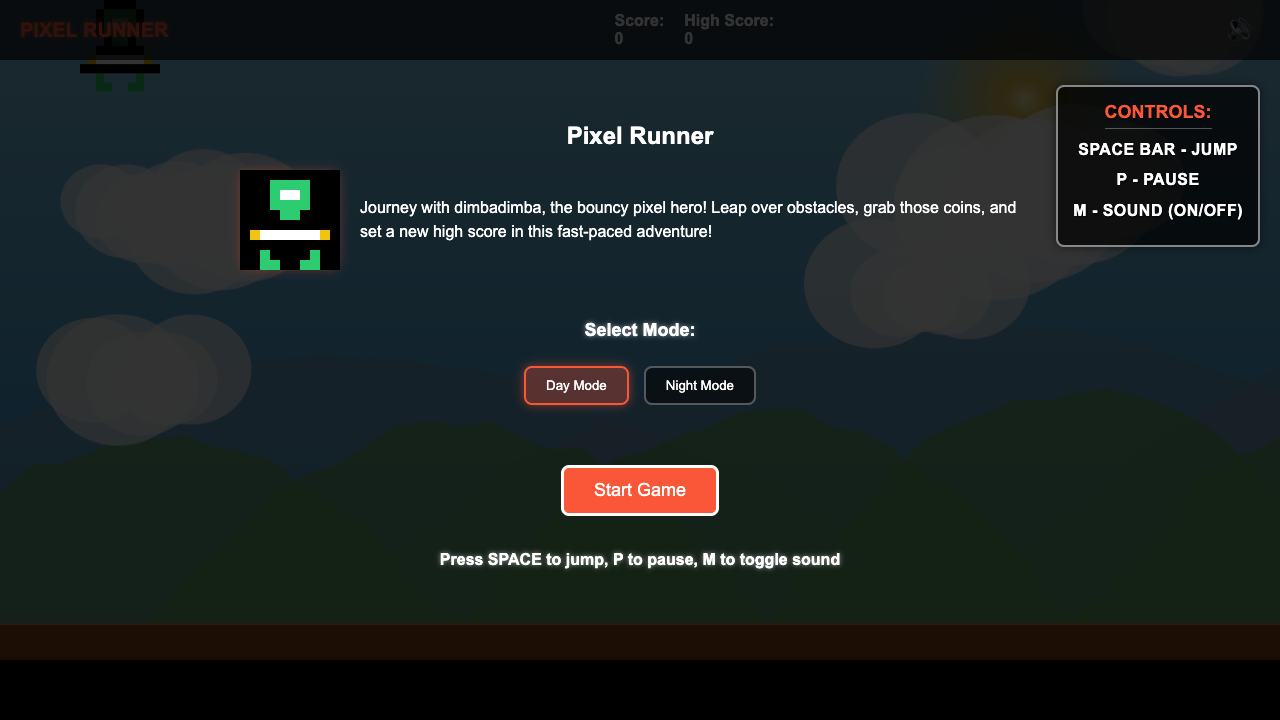 PIXEL RUNNER
Score:
0
High Score:
0
CONTROLS:
SPACE BAR - JUMP
P - PAUSE
M - SOUND (ON/OFF)
Pixel Runner
Journey with dimbadimba, the bouncy pixel hero! Leap over obstacles, grab those coins, and
set a new high score in this fast-paced adventure!
Select Mode:
Day Mode
Night Mode
Start Game
Press SPACE to jump, P to pause, M to toggle sound